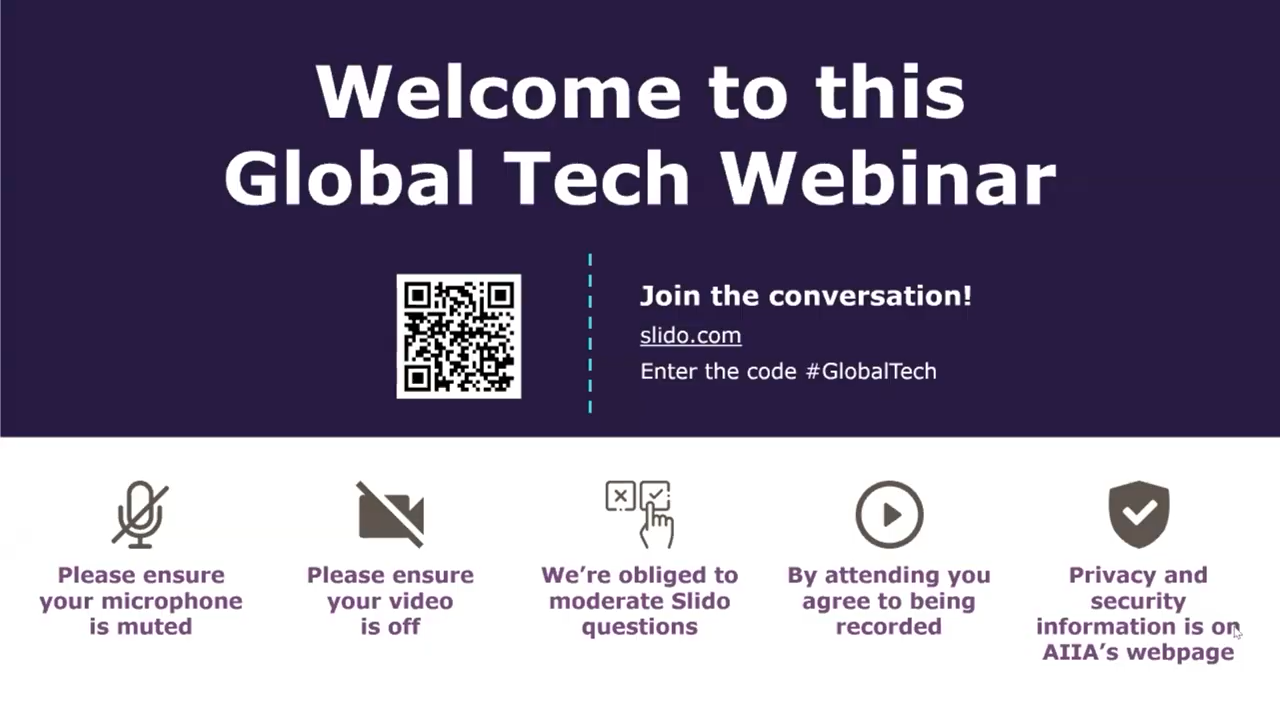 Welcome to this
Global Tech Webinar
Join the conversation!
slido.com
Enter the code #GlobalTech
Please ensure
your microphone
is muted
Please ensure
your video
is off
We're obliged to
moderate Slido
questions
By attending you
agree to being
recorded
Privacy and
security
information is on
AIIA's webpage